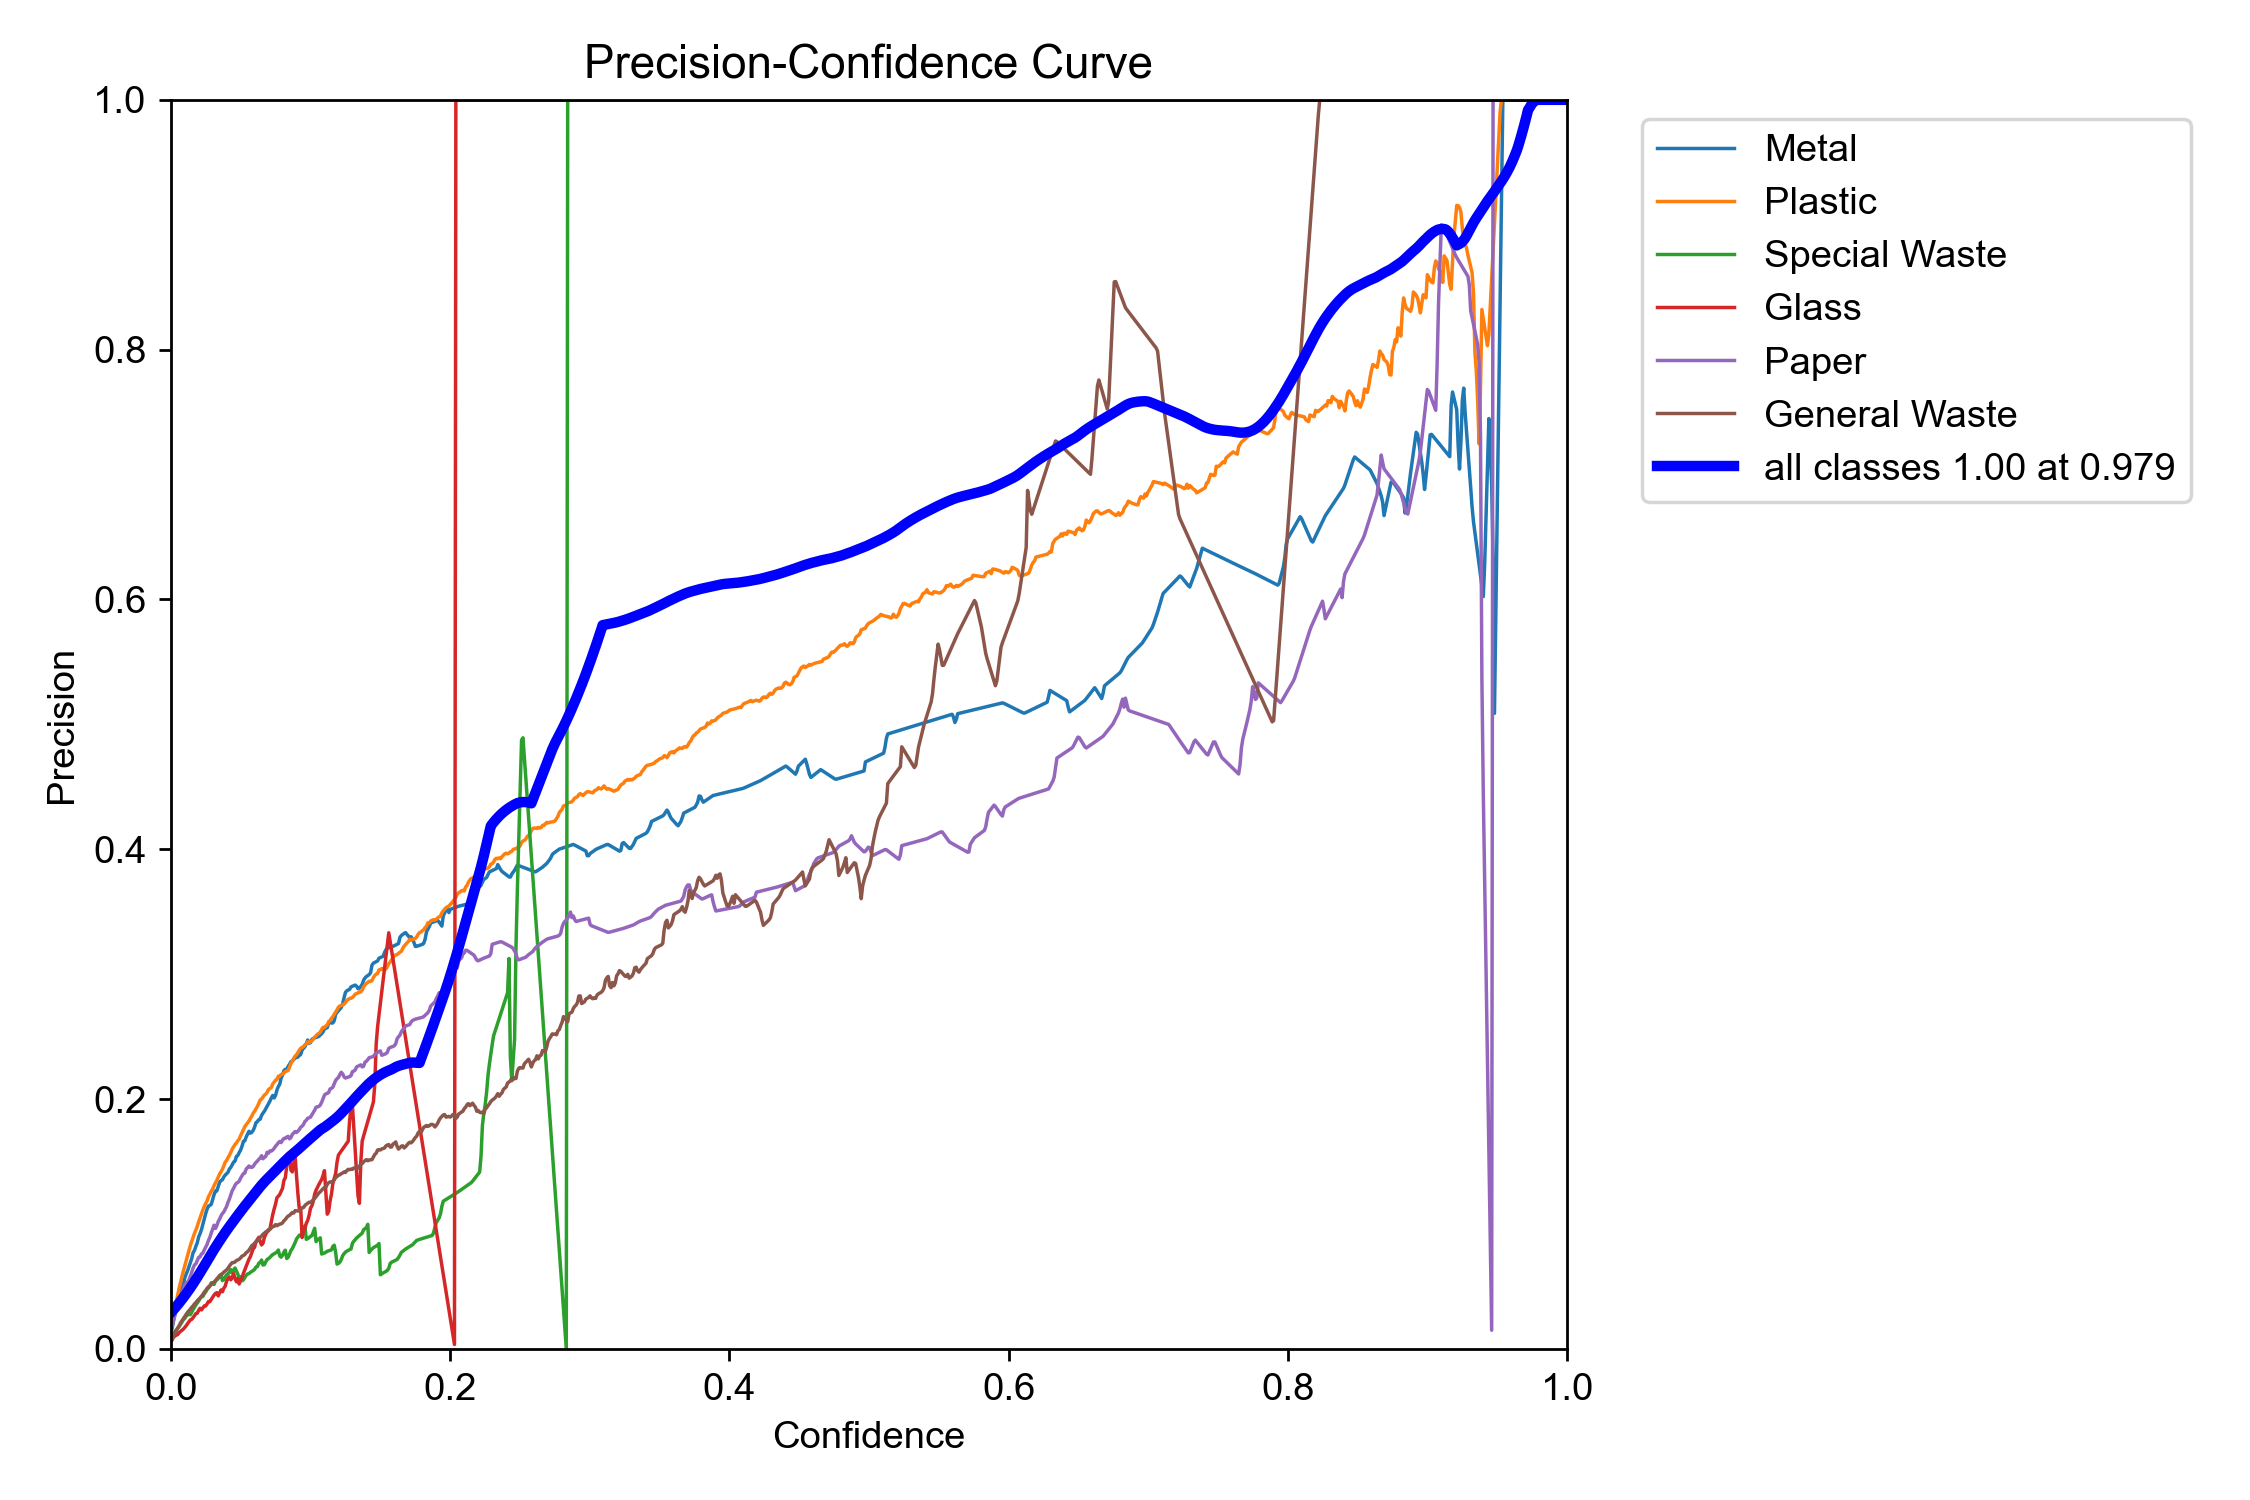 Precision-Confidence Curve
1.0
0.8
0.6
0.4
0.2
0.0
Precision
0.0 0.2 0.4 0.6 0.8 1.0
Confidence
Metal
Plastic
Special Waste
Glass
Paper
General Waste
all classes 1.00 at 0.979